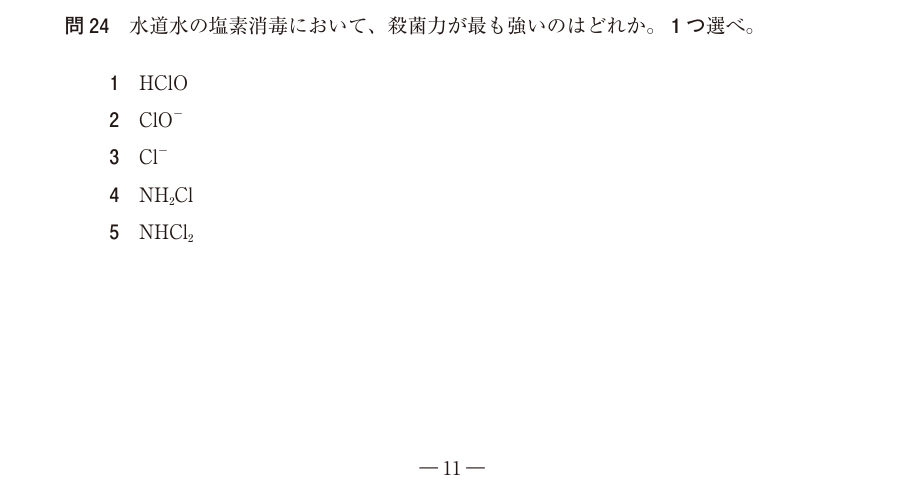 問 24　水道水の塩素消毒において、殺菌力が最も強いのはどれか。1つ選べ。
1　HClO
2　ClO⁻
3　Cl⁻
4　NH₂Cl
5　NHCl₂
— 11 —